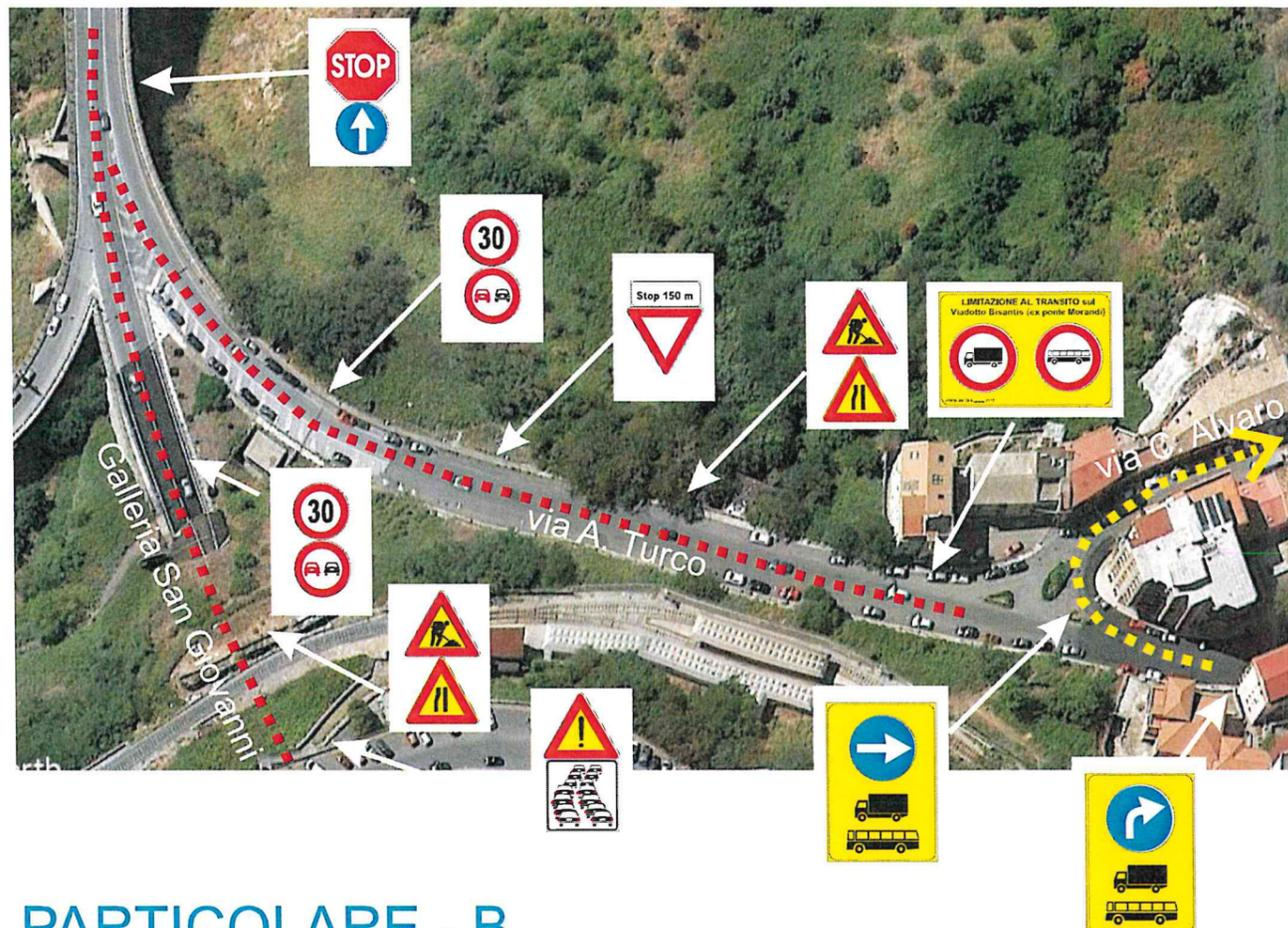 STOP
30
Stop 150 m
LIMITAZIONE AL TRANSITO sul
Viadotto Bisantis (ex ponte Morandi)
via C. Alvaro
30
via A. Turco
Galleria San Giovanni
!
rth
PARTICOLARE - B